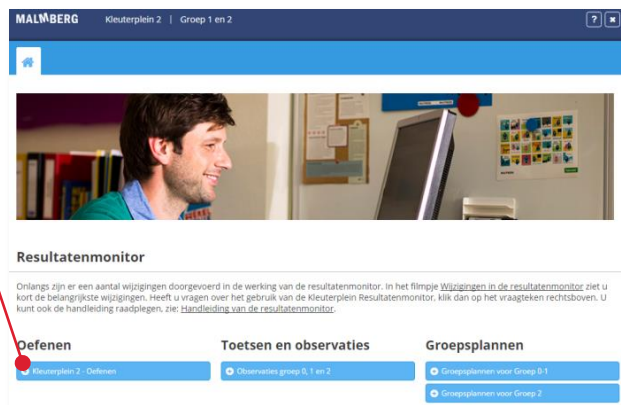 MALMBERG Kleuterplein 2 | Groep 1 en 2 ? ×
Resultatenmonitor
Onlangs zijn er een aantal wijzigingen doorgevoerd in de werking van de resultatenmonitor. In het filmpje Wijzigingen in de resultatenmonitor ziet u
kort de belangrijkste wijzigingen. Heeft u vragen over het gebruik van de Kleuterplein Resultatenmonitor, klik dan op het vraagteken rechtsboven. U
kunt ook de handleiding raadplegen, zie: Handleiding van de resultatenmonitor.
Oefenen
Kleuterplein 2 - Oefenen
Toetsen en observaties
Observaties groep 0, 1 en 2
Groepsplannen
Groepsplannen voor Groep 0-1
Groepsplannen voor Groep 2